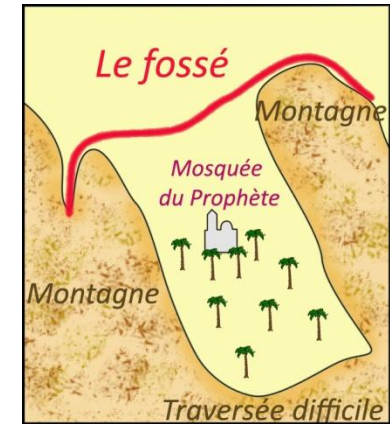 Le fossé
Montagne
Mosquée
du Prophète
Montagne
Traversée difficile